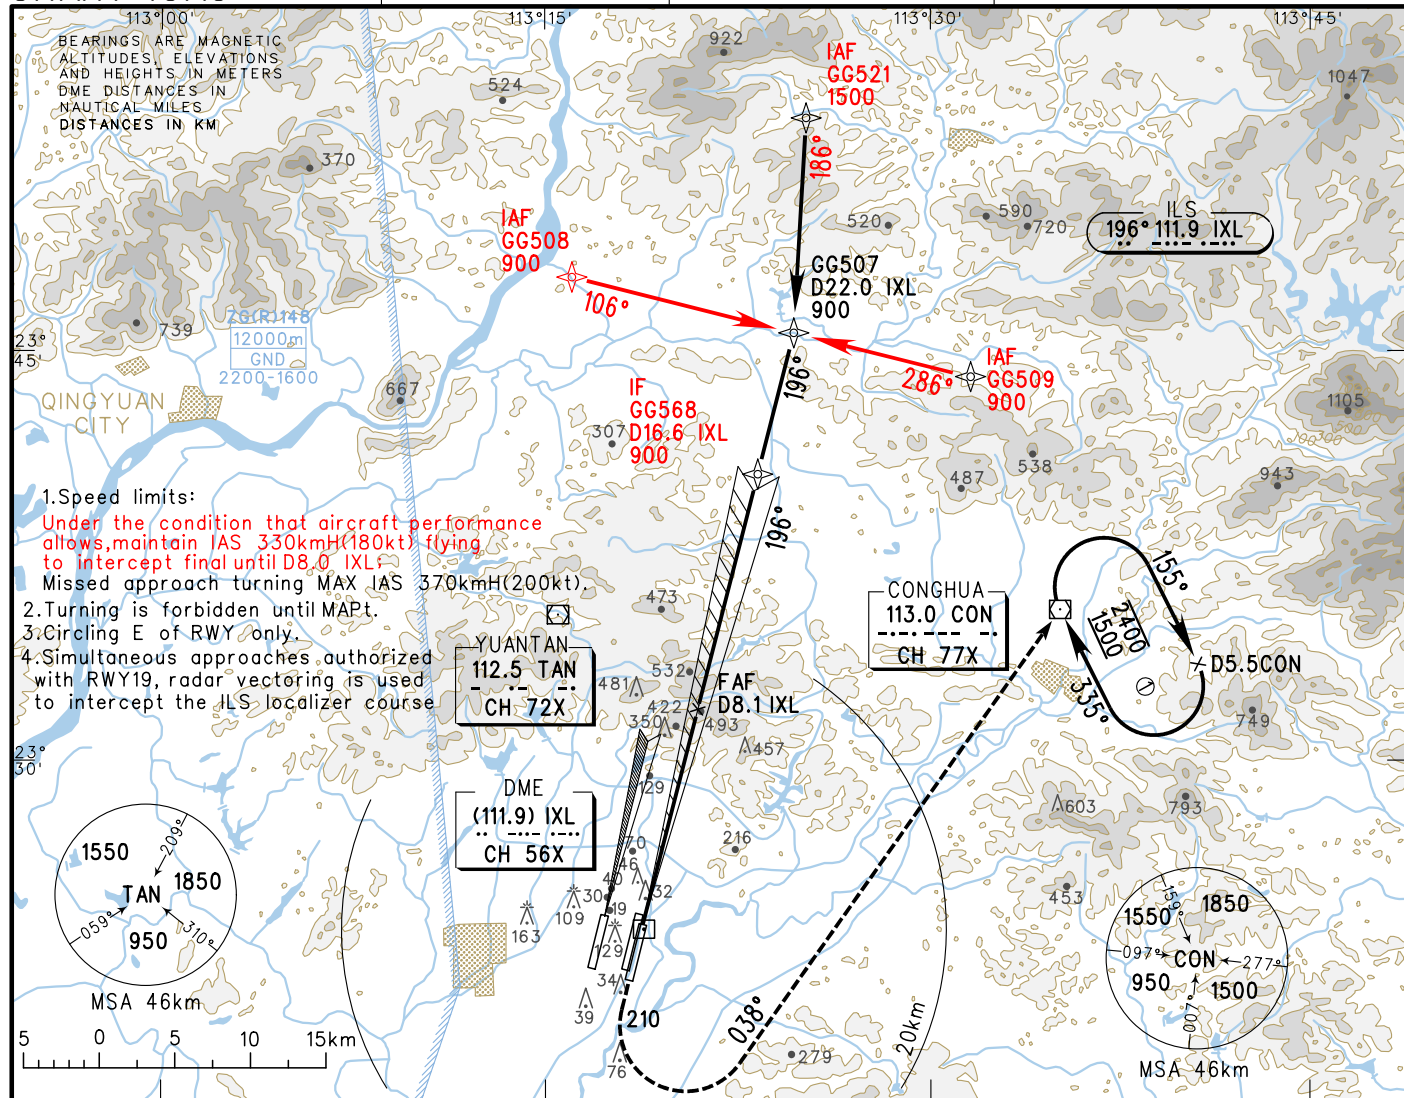 113°00'
113°15'
113°30'
113°45'
BEARINGS ARE MAGNETIC
ALTITUDES, ELEVATIONS
AND HEIGHTS IN METERS
DME DISTANCES IN
NAUTICAL MILES
DISTANCES IN KM
922
524
370
IAF
GG521
1500
186°
1047
590
720
520
ILS
196° 111.9 IXL
IAF
GG508
900
106°
GG507
D22.0 IXL
900
739
ZG(R)148
12000m
GND
2200-1600
23°
45'
667
QINGYUAN
CITY
196°
286°
IAF
GG509
900
IF
GG568
D16.6 IXL
900
307
1105
500
300
538
487
943
196°
1.Speed limits:
Under the condition that aircraft performance
allows,maintain IAS 330kmH(180kt) flying
to intercept final until D8.0 IXL;
Missed approach turning MAX IAS 370kmH(200kt).
2.Turning is forbidden until MAPt.
3.Circling E of RWY only.
4.Simultaneous approaches authorized
with RWY19, radar vectoring is used
to intercept the ILS localizer course
473
YUANTAN
112.5 TAN
CH 72X
CONGHUA
113.0 CON
CH 77X
155°
2400
1500
335°
D5.5CON
532
481
422
350
493
457
FAF
D8.1 IXL
749
23°
30'
129
DME
(111.9) IXL
CH 56X
603
793
216
70
46
40
30
32
19
109
163
129
34
39
76
453
1550
1850
950
TAN
209°
059°
310°
MSA 46km
210
038°
20km
279
1550
1850
950
1500
CON
159°
097°
277°
007°
MSA 46km
5 0 5 10 15km